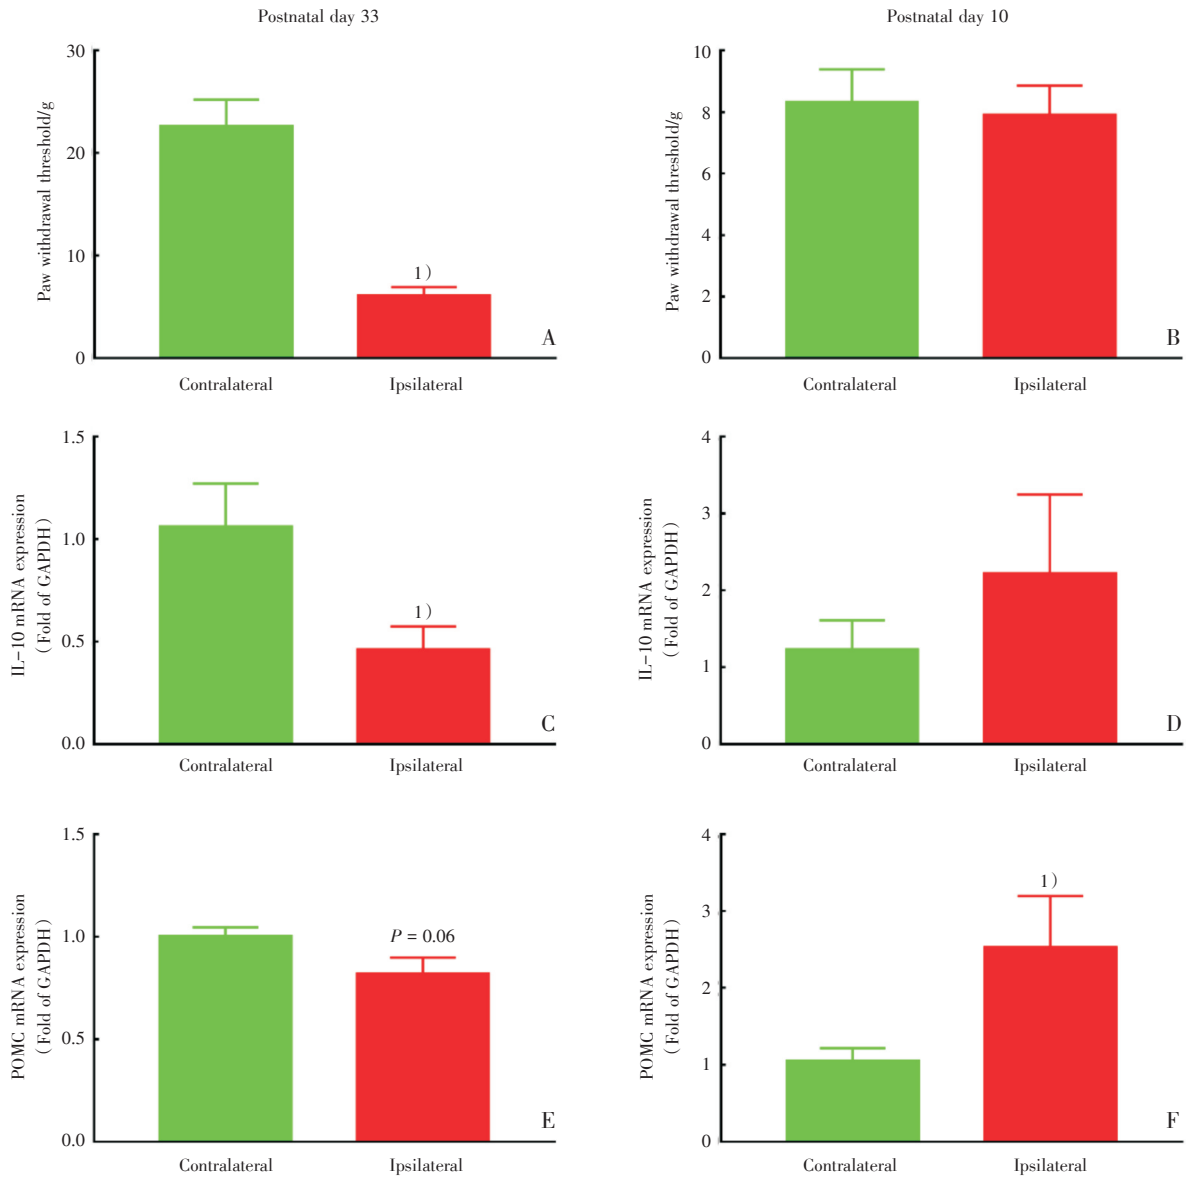 Postnatal day 33
Postnatal day 10
Paw withdrawal threshold/g
30
20
10
0
1)
A
Contralateral
Ipsilateral
Paw withdrawal threshold/g
10
8
6
4
2
0
B
Contralateral
Ipsilateral
IL-10 mRNA expression
(Fold of GAPDH)
1.5
1.0
0.5
0.0
1)
C
Contralateral
Ipsilateral
IL-10 mRNA expression
(Fold of GAPDH)
4
3
2
1
0
D
Contralateral
Ipsilateral
POMC mRNA expression
(Fold of GAPDH)
1.5
1.0
0.5
0.0
P = 0.06
E
Contralateral
Ipsilateral
POMC mRNA expression
(Fold of GAPDH)
4
3
2
1
0
1)
F
Contralateral
Ipsilateral